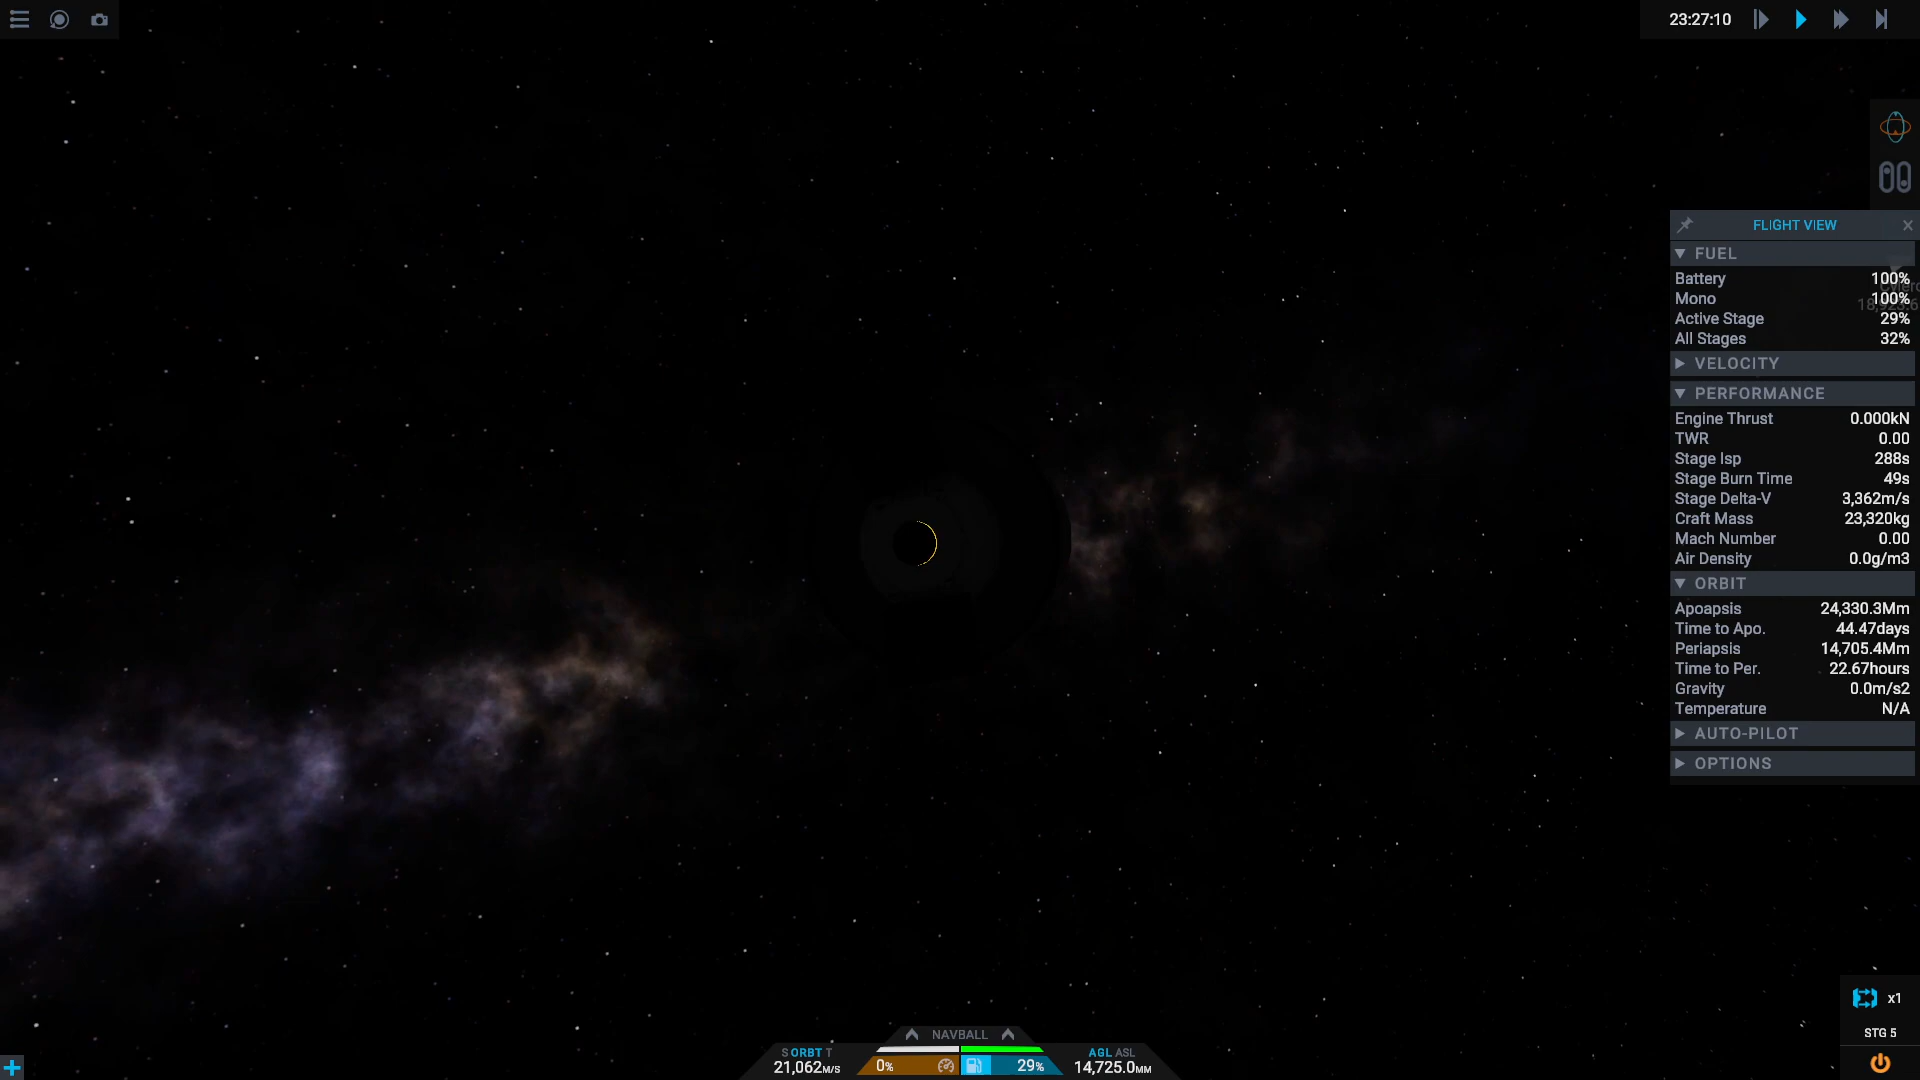 23:27:10
FLIGHT VIEW
FUEL
Battery 100%
Mono 100%
Active Stage 29%
All Stages 32%
VELOCITY
PERFORMANCE
Engine Thrust 0.000kN
TWR 0.00
Stage Isp 288s
Stage Burn Time 49s
Stage Delta-V 3,362m/s
Craft Mass 23,320kg
Mach Number 0.00
Air Density 0.0g/m3
ORBIT
Apoapsis 24,330.3Mm
Time to Apo. 44.47days
Periapsis 14,705.4Mm
Time to Per. 22.67hours
Gravity 0.0m/s2
Temperature N/A
AUTO-PILOT
OPTIONS
x1
STG 5
NAVBALL
S ORBT T
21,062M/S
0%
29%
AGL ASL
14,725.0MM